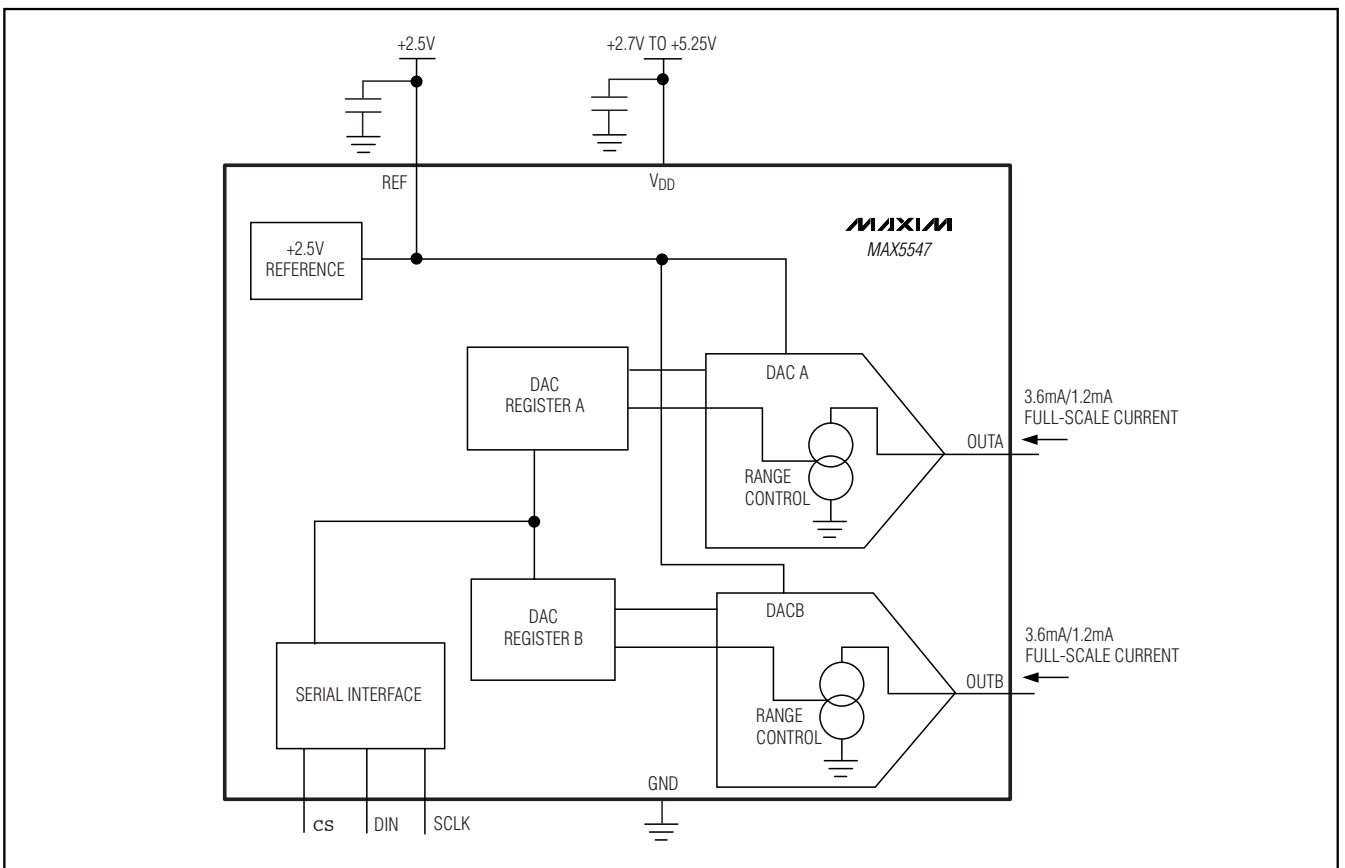 +2.5V
+2.7V TO +5.25V
REF
VDD
MAXIM
MAX5547
+2.5V
REFERENCE
DAC
REGISTER A
DAC A
RANGE
CONTROL
OUTA
3.6mA/1.2mA
FULL-SCALE CURRENT
DAC
REGISTER B
DACB
RANGE
CONTROL
OUTB
3.6mA/1.2mA
FULL-SCALE CURRENT
SERIAL INTERFACE
GND
CS
DIN
SCLK